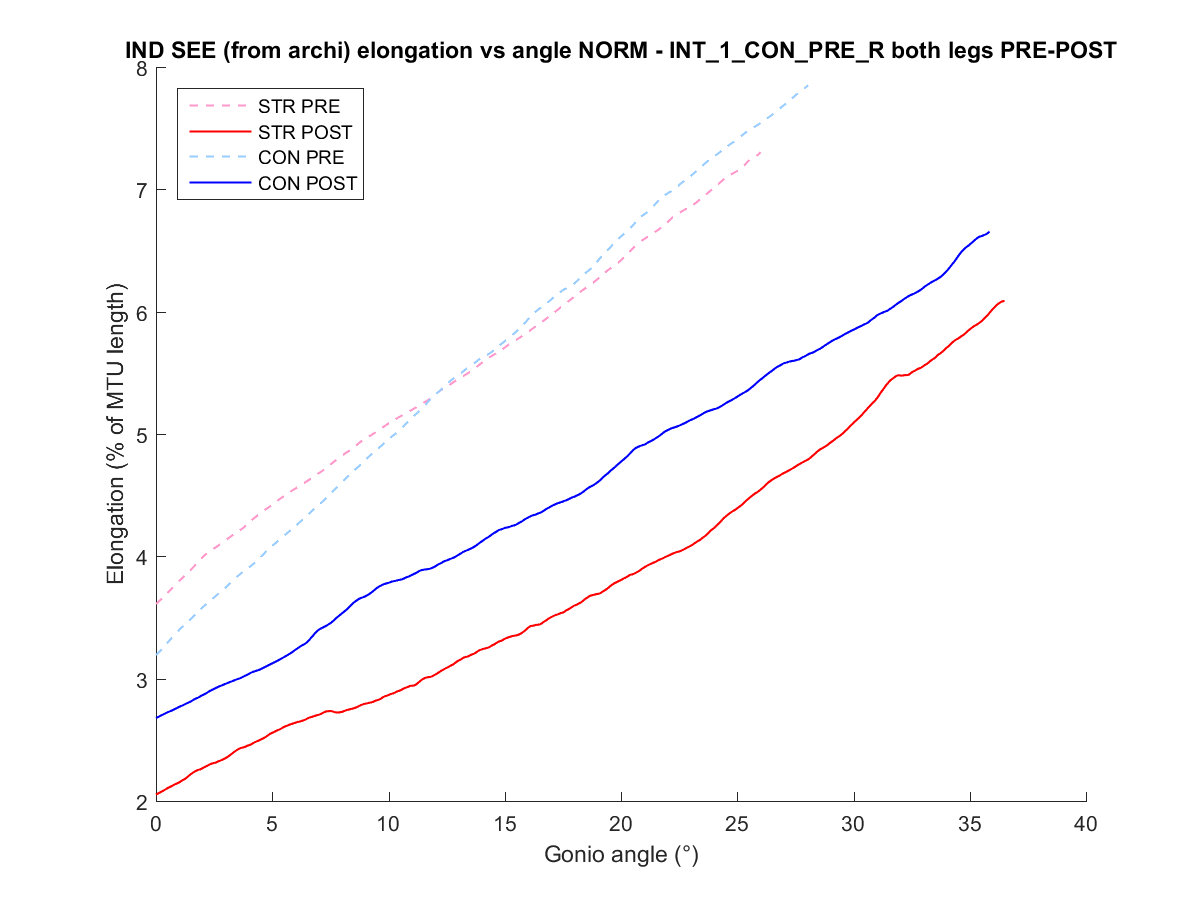 IND SEE (from archi) elongation vs angle NORM - INT_1_CON_PRE_R both legs PRE-POST
STR PRE
STR POST
CON PRE
CON POST
Elongation (% of MTU length)
8
7
6
5
4
3
2
0 5 10 15 20 25 30 35 40
Gonio angle (°)